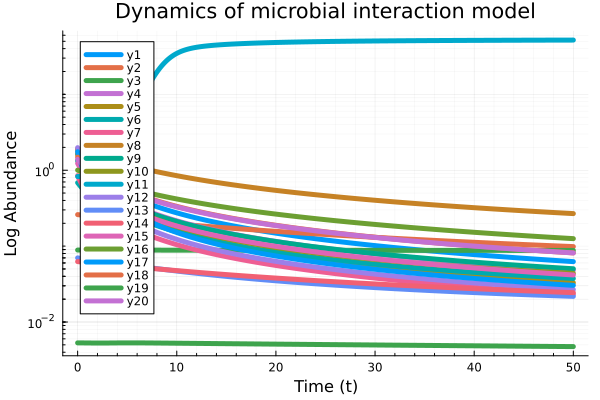 Dynamics of microbial interaction model
Log Abundance
10⁰
10⁻²
y1
y2
y3
y4
y5
y6
y7
y8
y9
y10
y11
y12
y13
y14
y15
y16
y17
y18
y19
y20
0 10 20 30 40 50
Time (t)